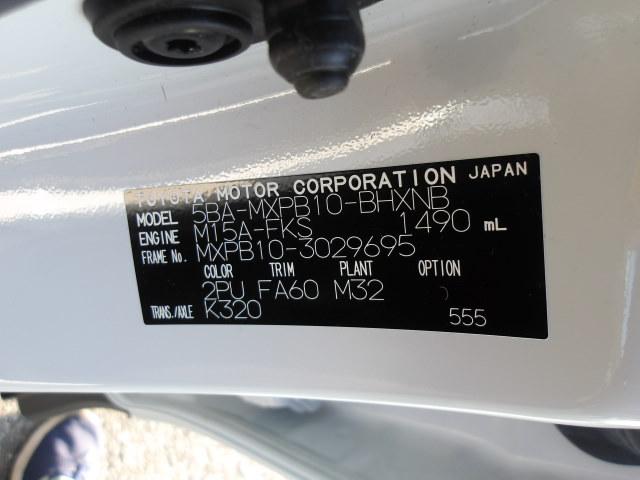 TOYOTA MOTOR CORPORATION JAPAN
MODEL 5BA-MXPB10-BHXNB
ENGINE M15A-FKS 1490 mL
FRAME No. MXPB10-3029695
COLOR TRIM PLANT OPTION
2PU FA60 M32
TRANS./AXLE K320 555